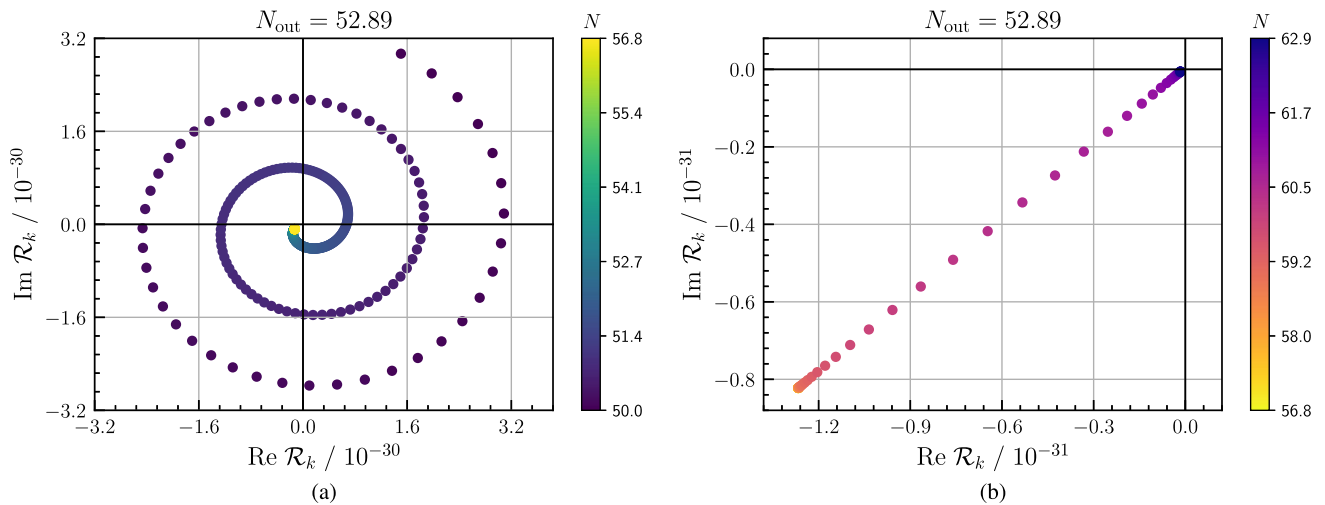 N_out = 52.89
N
3.2
1.6
0.0
−1.6
−3.2
Im ℛ_k / 10^−30
−3.2 −1.6 0.0 1.6 3.2
Re ℛ_k / 10^−30
56.8
55.4
54.1
52.7
51.4
50.0
(a)
N_out = 52.89
N
0.0
−0.2
−0.4
−0.6
−0.8
Im ℛ_k / 10^−31
−1.2 −0.9 −0.6 −0.3 0.0
Re ℛ_k / 10^−31
62.9
61.7
60.5
59.2
58.0
56.8
(b)